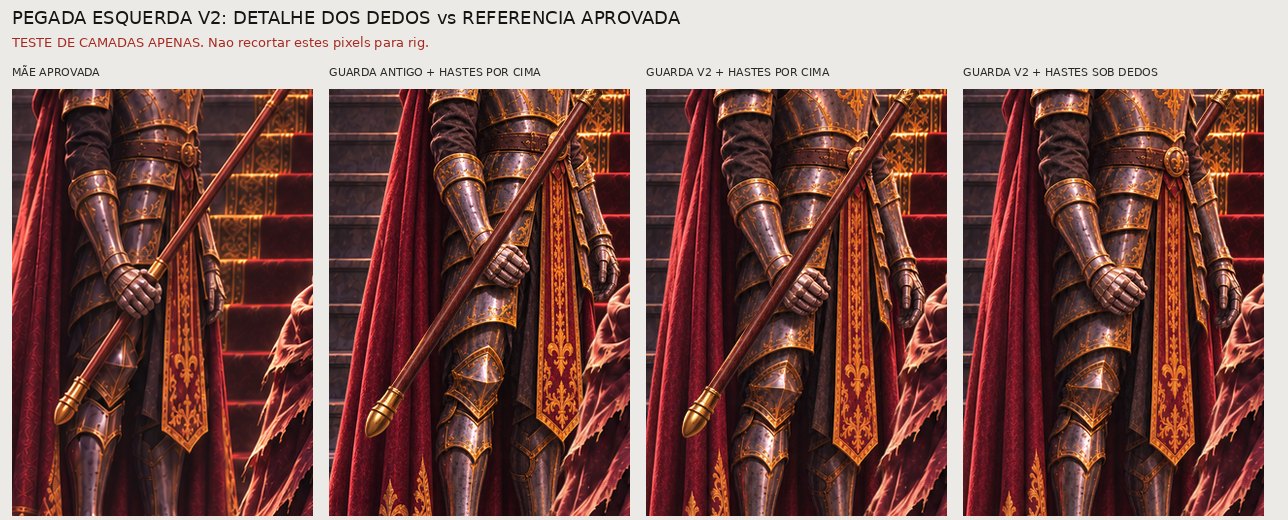 PEGADA ESQUERDA V2: DETALHE DOS DEDOS vs REFERENCIA APROVADA
TESTE DE CAMADAS APENAS. Nao recortar estes pixels para rig.
MÃE APROVADA
GUARDA ANTIGO + HASTES POR CIMA
GUARDA V2 + HASTES POR CIMA
GUARDA V2 + HASTES SOB DEDOS